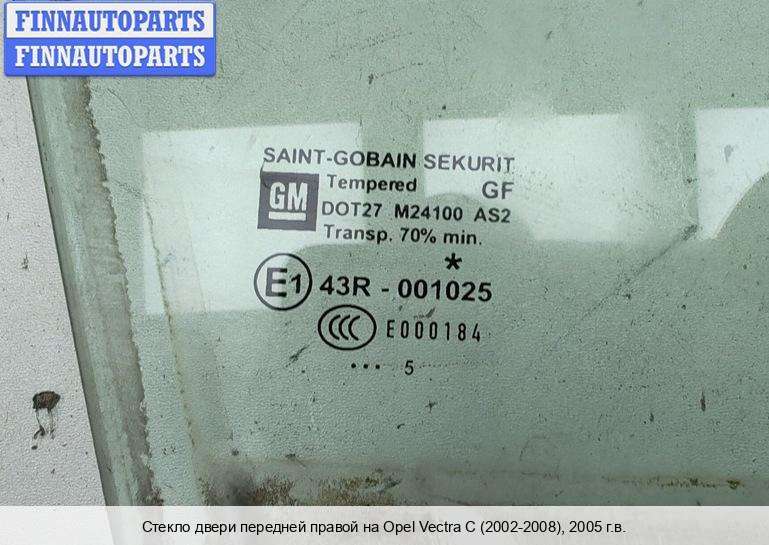 FINNAUTOPARTS
FINNAUTOPARTS
SAINT-GOBAIN SEKURIT
GM Tempered GF
DOT27 M24100 AS2
Transp. 70% min.
*
E1 43R - 001025
CCC E000184
... 5
Стекло двери передней правой на Opel Vectra C (2002-2008), 2005 г.в.